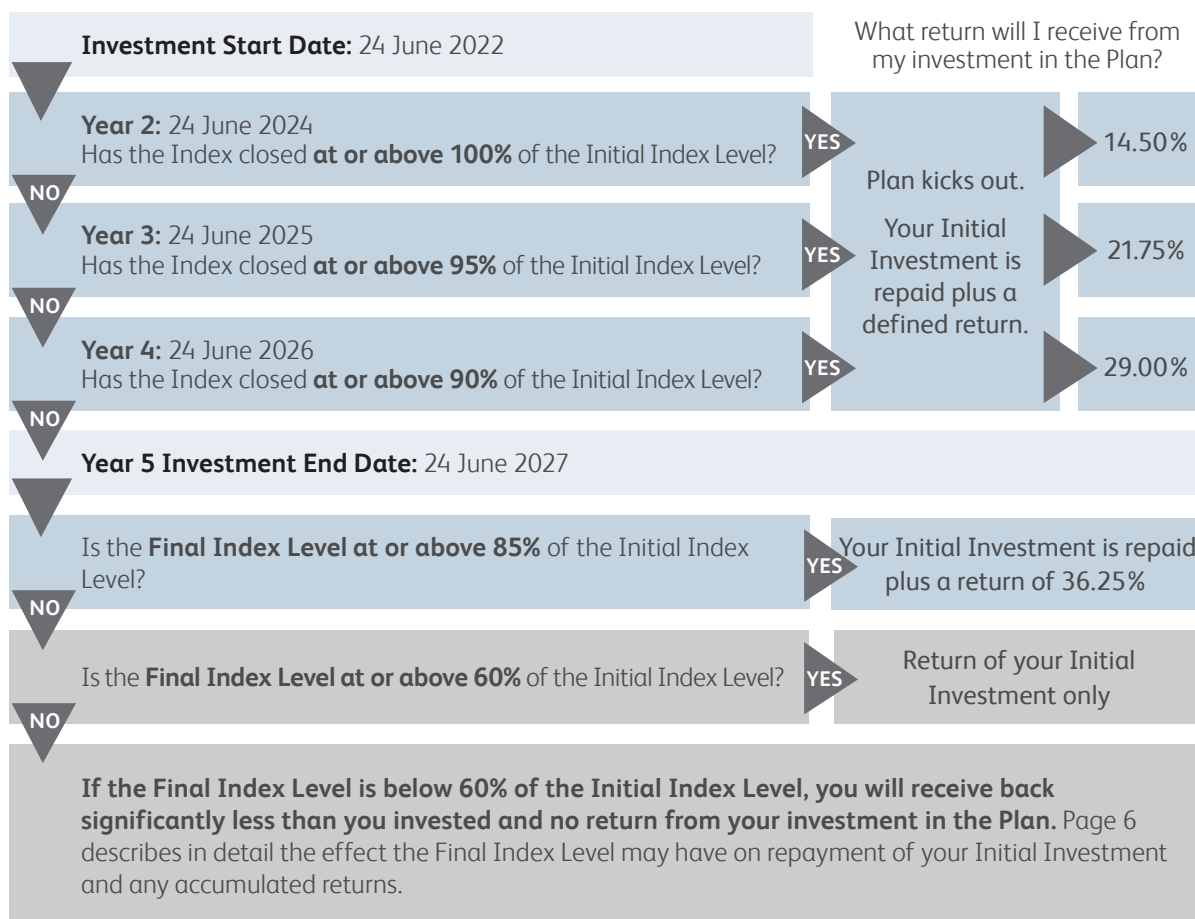 Investment Start Date: 24 June 2022
What return will I receive from
my investment in the Plan?
Year 2: 24 June 2024
Has the Index closed at or above 100% of the Initial Index Level?
YES
14.50%
NO
Year 3: 24 June 2025
Has the Index closed at or above 95% of the Initial Index Level?
YES
21.75%
NO
Year 4: 24 June 2026
Has the Index closed at or above 90% of the Initial Index Level?
YES
29.00%
Plan kicks out.
Your Initial
Investment is
repaid plus a
defined return.
NO
Year 5 Investment End Date: 24 June 2027
Is the Final Index Level at or above 85% of the Initial Index
Level?
YES
Your Initial Investment is repaid
plus a return of 36.25%
NO
Is the Final Index Level at or above 60% of the Initial Index Level?
YES
Return of your Initial
Investment only
NO
If the Final Index Level is below 60% of the Initial Index Level, you will receive back
significantly less than you invested and no return from your investment in the Plan. Page 6
describes in detail the effect the Final Index Level may have on repayment of your Initial Investment
and any accumulated returns.